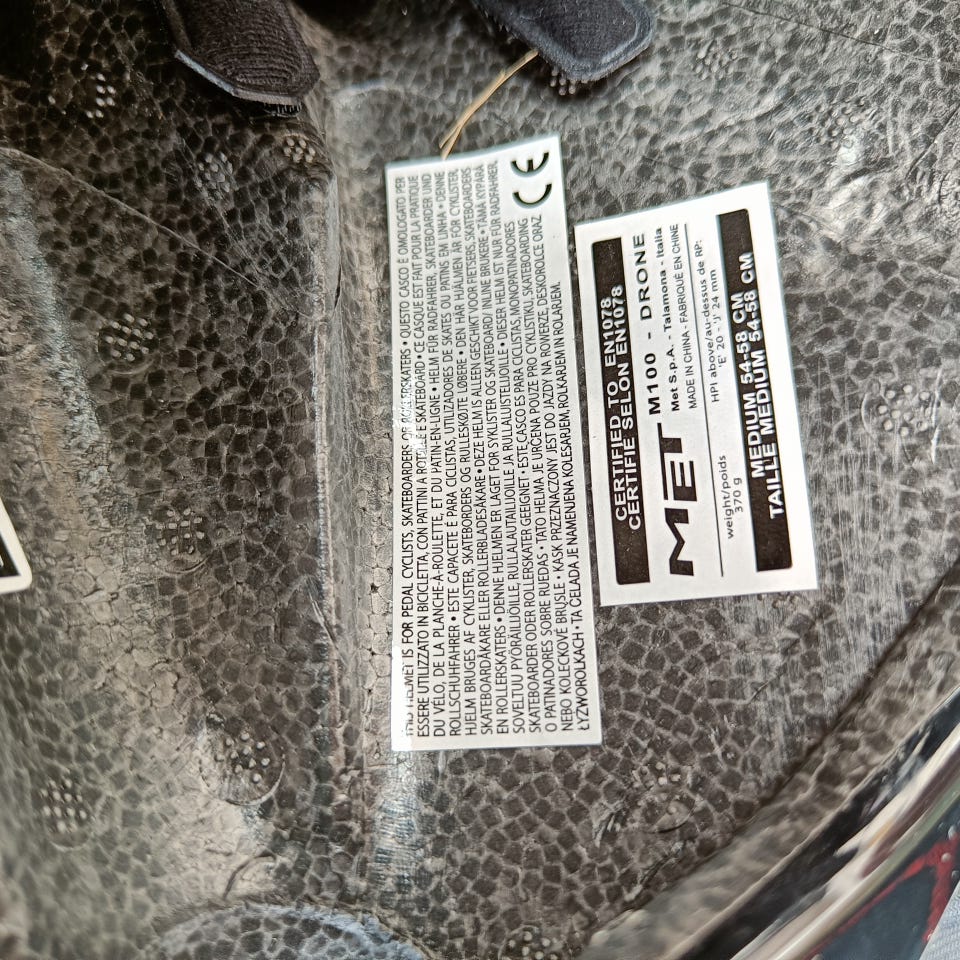 THIS HELMET IS FOR PEDAL CYCLISTS, SKATEBOARDERS OR ROLLERSKATERS • QUESTO CASCO È OMOLOGATO PER
ESSERE UTILIZZATO IN BICICLETTA, CON PATTINI A ROTELLE E SKATEBOARD • CE CASQUE EST FAIT POUR LA PRATIQUE
DU VÉLO, DE LA PLANCHE-À-ROULETTE, ET DU PATIN-EN-LIGNE • HELM FÜR RADFAHRER, SKATEBOARDER UND
ROLLSCHUHFAHRER • ESTE CAPACETE É PARA CICLISTAS, UTILIZADORES DE SKATES OU PATINS EM LINHA • DENNE
HJELM BRUGES AF CYKLISTER, SKATEBORDERS OG RULLESKØJTE LØBERE • DEN HÄR HJÄLMEN ÄR FÖR CYKLISTER,
SKATEBOARDÅKARE ELLER ROLLERBLADESÅKARE • DEZE HELM IS ALLEEN GESCHIKT VOOR FIETSERS, SKATEBOARDERS
EN ROLLERSKATERS • DENNE HJELMEN ER LAGET FOR SYKLISTER OG SKATEBOARD/ INLINE BRUKERE • TÄMÄ KYPÄRÄ
SOVELTUU PYÖRÄILIJÖILLE, RULLALAUTAILIJOILLE JA RULLALUISTELIJOILLE • DIESER HELM IST NUR FÜR RADFAHRER,
SKATEBOARDER ODER ROLLERSKATER GEEIGNET • ESTE CASCO ES PARA CICLISTAS, MONOPATINADORES
O PATINADORES SOBRE RUEDAS • TATO HELMA JE URČENA POUZE PRO CYKLISTIKU, SKATEBOARDING
NEBO KOLEČKOVÉ BRUSLE • KASK PRZEZNACZONY JEST DO JAZDY NA ROWERZE, DESKOROLCE ORAZ
ŁYŻWOROLKACH • TA ČELADA JE NAMENJENA KOLESARJEM, ROLKARJEM IN ROLARJEM.
CE
CERTIFIED TO EN1078
CERTIFIÉ SELON EN1078
MET M100 - DRONE
Met S.p.A. - Talamona - Italia
MADE IN CHINA - FABRIQUÉ EN CHINE
weight/poids
370 g
HPI above/au-dessus de RP:
'E' 20 - 'J' 24 mm
MEDIUM 54-58 CM
TAILLE MEDIUM 54-58 CM